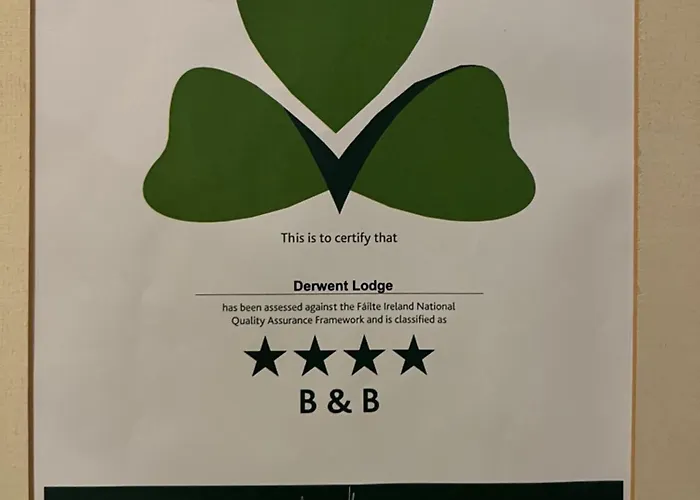 This is to certify that
Derwent Lodge
has been assessed against the Fáilte Ireland National
Quality Assurance Framework and is classified as
B & B